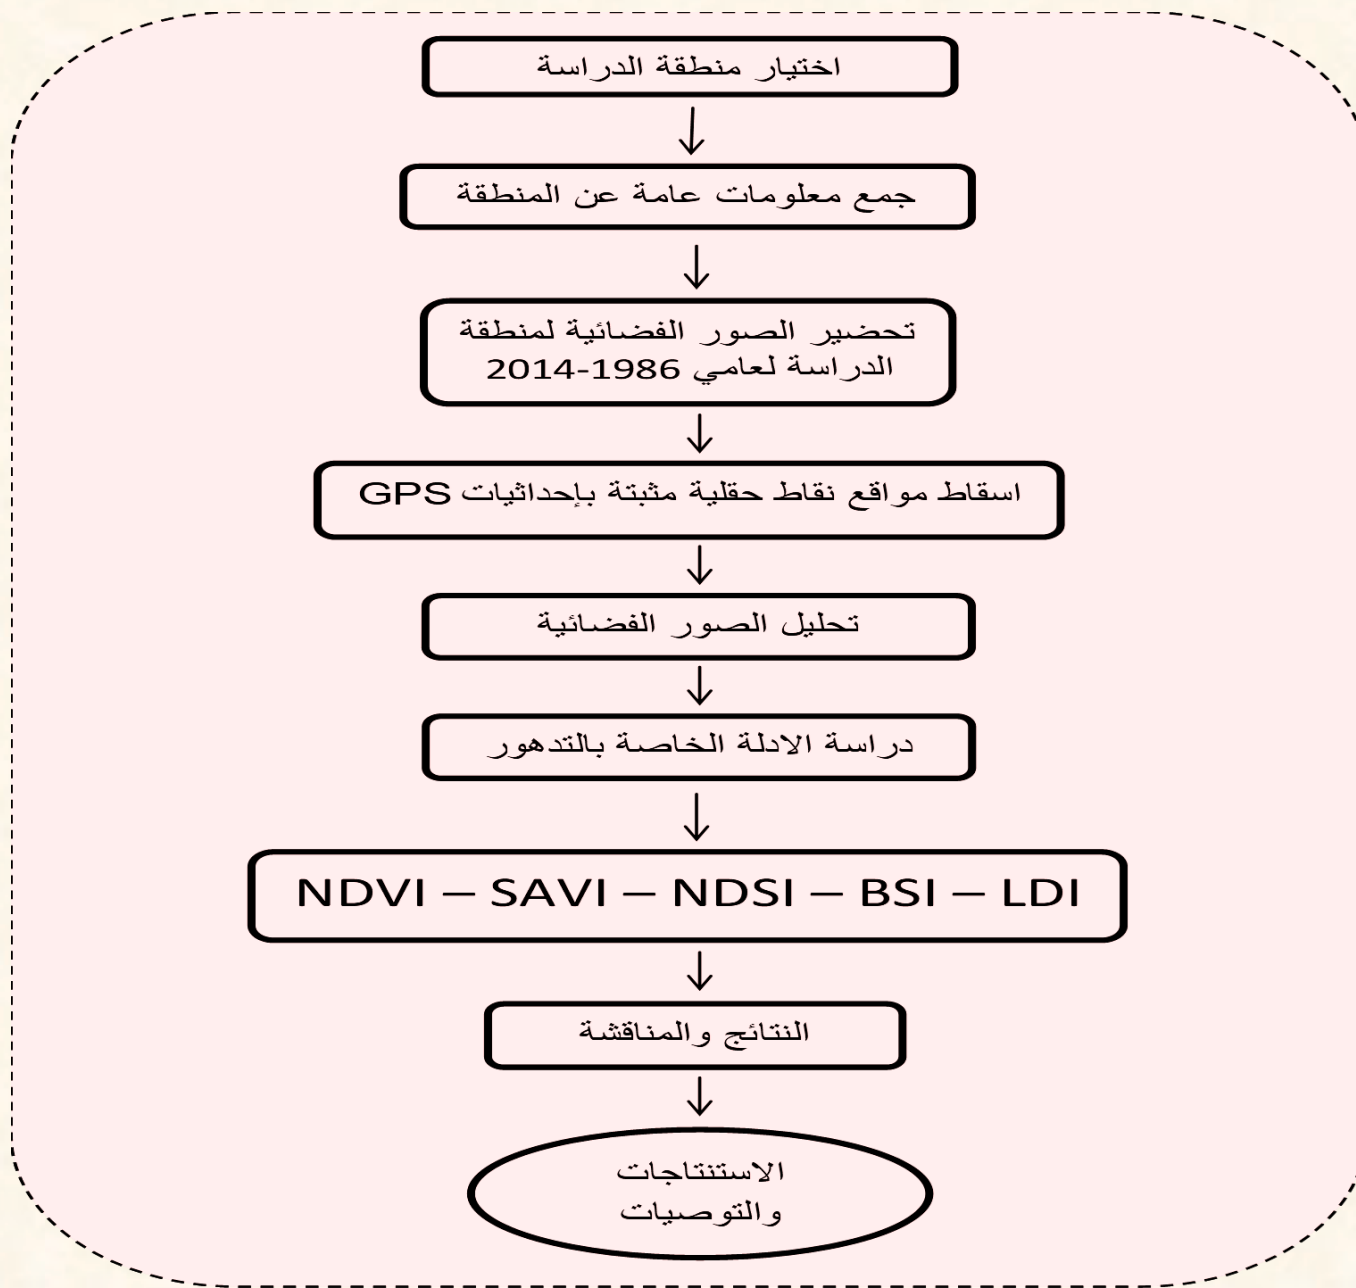 اختيار منطقة الدراسة
جمع معلومات عامة عن المنطقة
تحضير الصور الفضائية لمنطقة
الدراسة لعامي 1986-2014
اسقاط مواقع نقاط حقلية مثبتة بإحداثيات GPS
تحليل الصور الفضائية
دراسة الادلة الخاصة بالتدهور
NDVI – SAVI – NDSI – BSI – LDI
النتائج والمناقشة
الاستنتاجات
والتوصيات